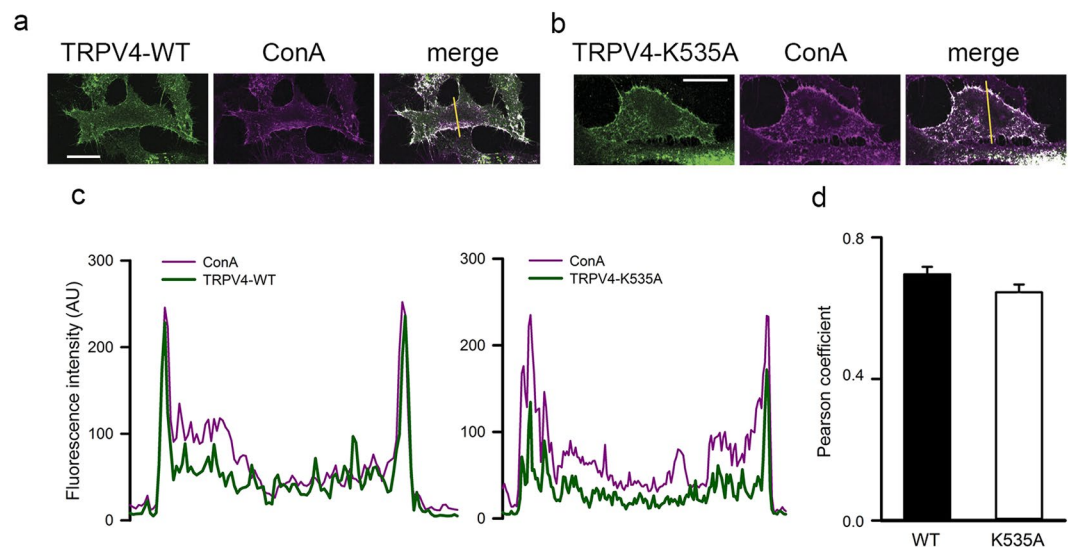 a
TRPV4-WT ConA merge
b
TRPV4-K535A ConA merge
c
Fluorescence intensity (AU)
300
200
100
0
ConA
TRPV4-WT
300
200
100
0
ConA
TRPV4-K535A
d
Pearson coefficient
0.8
0.4
0.0
WT K535A